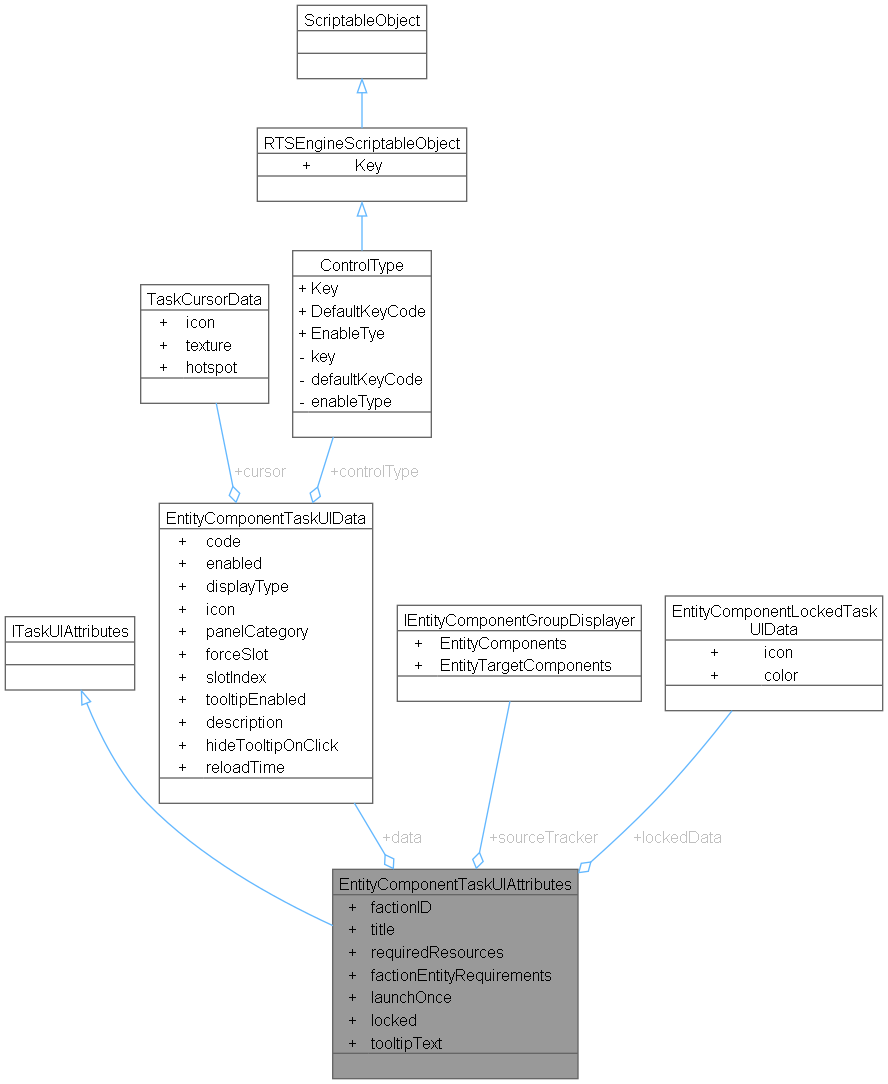 ScriptableObject
RTSEngineScriptableObject
+ Key
ControlType
+ Key
+ DefaultKeyCode
+ EnableTye
- key
- defaultKeyCode
- enableType
TaskCursorData
+ icon
+ texture
+ hotspot
+cursor
+controlType
EntityComponentTaskUIData
+ code
+ enabled
+ displayType
+ icon
+ panelCategory
+ forceSlot
+ slotIndex
+ tooltipEnabled
+ description
+ hideTooltipOnClick
+ reloadTime
ITaskUIAttributes
IEntityComponentGroupDisplayer
+ EntityComponents
+ EntityTargetComponents
EntityComponentLockedTask
UIData
+ icon
+ color
+data
+sourceTracker
+lockedData
EntityComponentTaskUIAttributes
+ factionID
+ title
+ requiredResources
+ factionEntityRequirements
+ launchOnce
+ locked
+ tooltipText